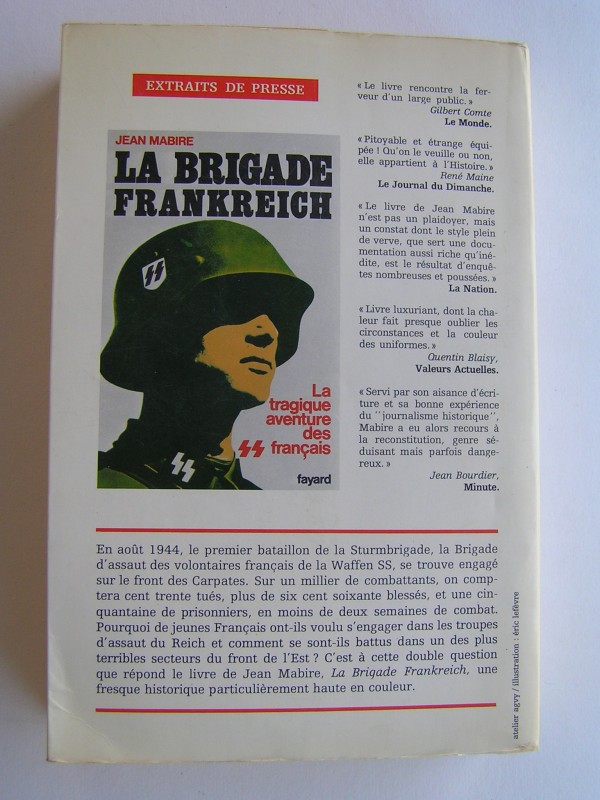 EXTRAITS DE PRESSE
JEAN MABIRE
LA BRIGADE
FRANKREICH
La
tragique
aventure
des
SS français
fayard
« Le livre rencontre la fer-
veur d'un large public. »
Gilbert Comte
Le Monde.
« Pitoyable et étrange équi-
pée ! Qu'on le veuille ou non,
elle appartient à l'Histoire. »
René Maine
Le Journal du Dimanche.
« Le livre de Jean Mabire
n'est pas un plaidoyer, mais
un constat dont le style plein
de verve, que sert une docu-
mentation aussi riche qu'iné-
dite, est le résultat d'enquê-
tes nombreuses et poussées. »
La Nation.
« Livre luxuriant, dont la cha-
leur fait presque oublier les
circonstances et la couleur
des uniformes. »
Quentin Blaisy,
Valeurs Actuelles.
« Servi par son aisance d'écri-
ture et sa bonne expérience
du "journalisme historique",
Mabire a eu alors recours à
la reconstitution, genre sé-
duisant mais parfois dange-
reux. »
Jean Bourdier,
Minute.
En août 1944, le premier bataillon de la Sturmbrigade, la Brigade
d'assaut des volontaires français de la Waffen SS, se trouve engagé
sur le front des Carpates. Sur un millier de combattants, on comp-
tera cent trente tués, plus de six cent soixante blessés, et une cin-
quantaine de prisonniers, en moins de deux semaines de combat.
Pourquoi de jeunes Français ont-ils voulu s'engager dans les troupes
d'assaut du Reich et comment se sont-ils battus dans un des plus
terribles secteurs du front de l'Est ? C'est à cette double question
que répond le livre de Jean Mabire, La Brigade Frankreich, une
fresque historique particulièrement haute en couleur.
atelier agvy / illustration : éric lefèvre